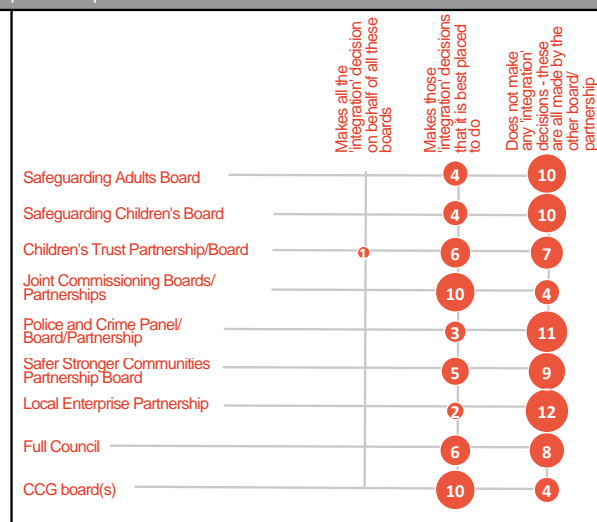 Makes all the
'integration' decision
on behalf of all these
boards
Makes those
'integration' decisions
that it is best placed
to do
Does not make
any 'integration'
decisions - these
are all made by the
other board/
partnership
Safeguarding Adults Board
4
10
Safeguarding Children's Board
4
10
Children's Trust Partnership/Board
1
6
7
Joint Commissioning Boards/
Partnerships
10
4
Police and Crime Panel/
Board/Partnership
3
11
Safer Stronger Communities
Partnership Board
5
9
Local Enterprise Partnership
2
12
Full Council
6
8
CCG board(s)
10
4